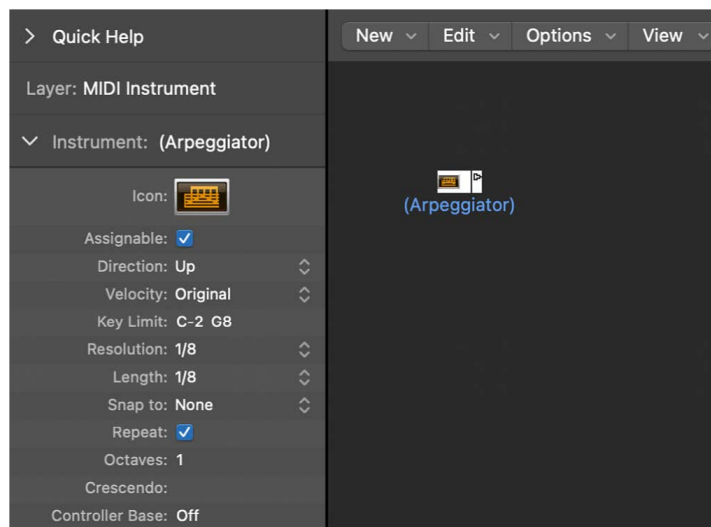 Quick Help
New Edit Options View
Layer: MIDI Instrument
Instrument: (Arpeggiator)
Icon:
(Arpeggiator)
Assignable:
Direction: Up
Velocity: Original
Key Limit: C-2 G8
Resolution: 1/8
Length: 1/8
Snap to: None
Repeat:
Octaves: 1
Crescendo:
Controller Base: Off